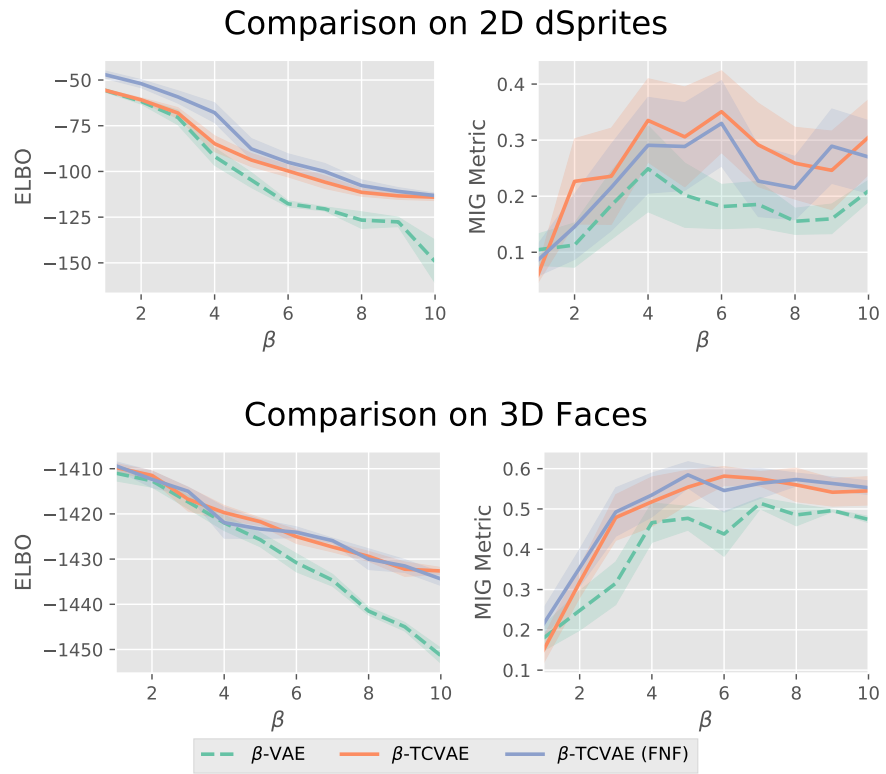 Comparison on 2D dSprites
−50
−75
−100
−125
−150
ELBO
2 4 6 8 10
β
0.4
0.3
0.2
0.1
MIG Metric
2 4 6 8 10
β
Comparison on 3D Faces
−1410
−1420
−1430
−1440
−1450
ELBO
2 4 6 8 10
β
0.6
0.5
0.4
0.3
0.2
0.1
MIG Metric
2 4 6 8 10
β
β-VAE β-TCVAE β-TCVAE (FNF)